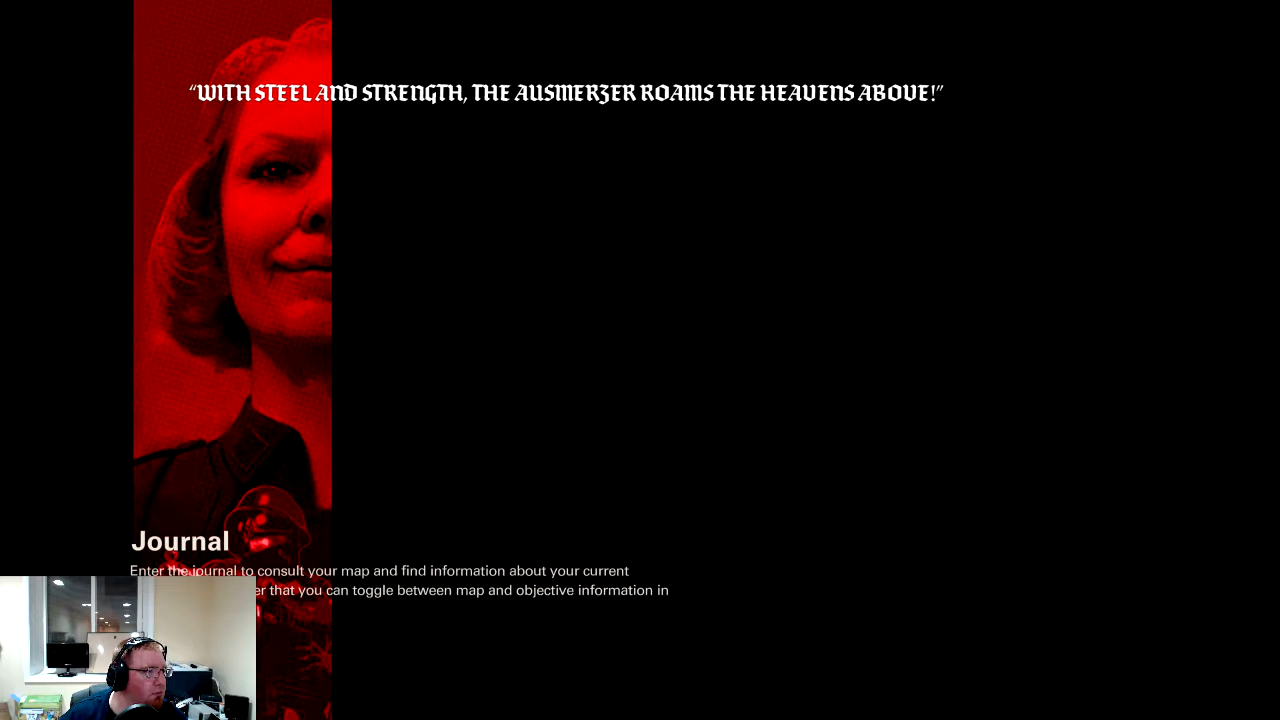 “WITH STEEL AND STRENGTH, THE AUSMERZER ROAMS THE HEAVENS ABOVE!”
Journal
Enter the journal to consult your map and find information about your current
that you can toggle between map and objective information in